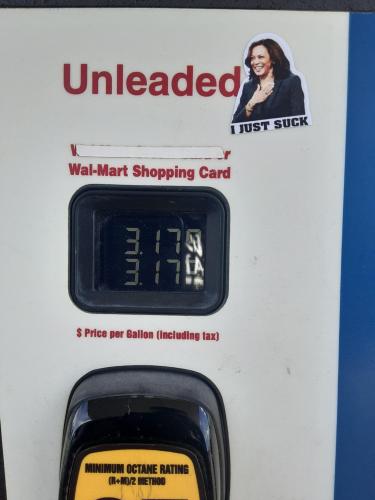 Unleaded
I JUST SUCK
Wal-Mart Shopping Card
3.17
3.17
$ Price per Gallon (including tax)
MINIMUM OCTANE RATING
(R+M)/2 METHOD